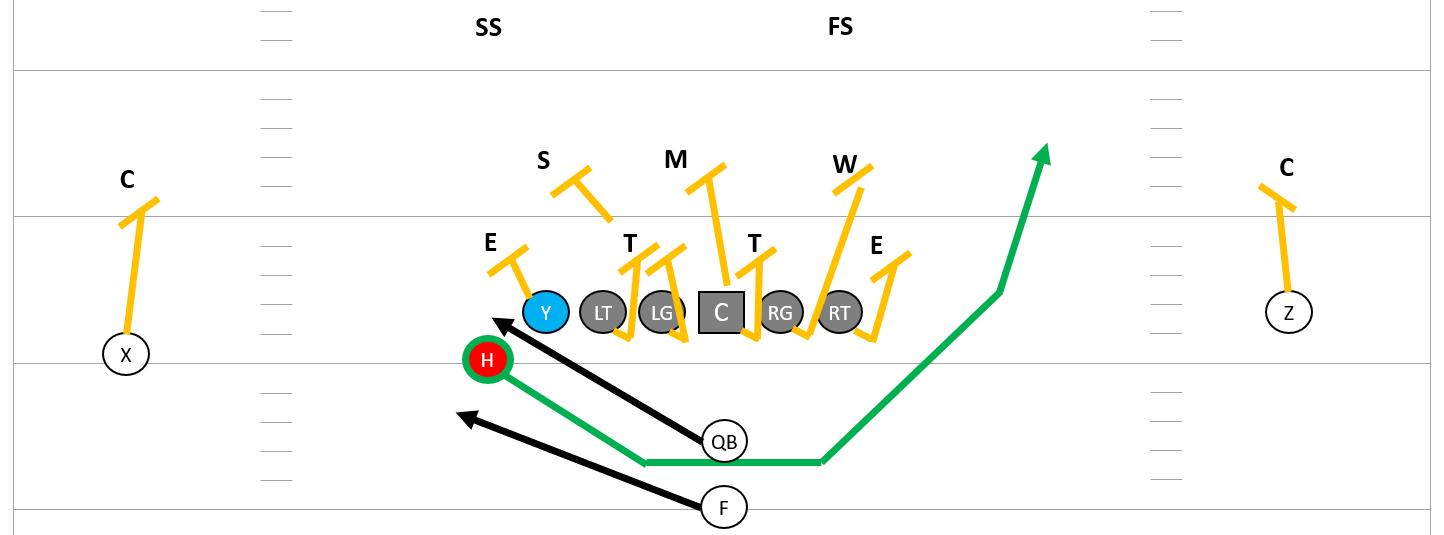 SS FS
S M W
C C
E T T E
Y LT LG C RG RT Z
X H
QB
F